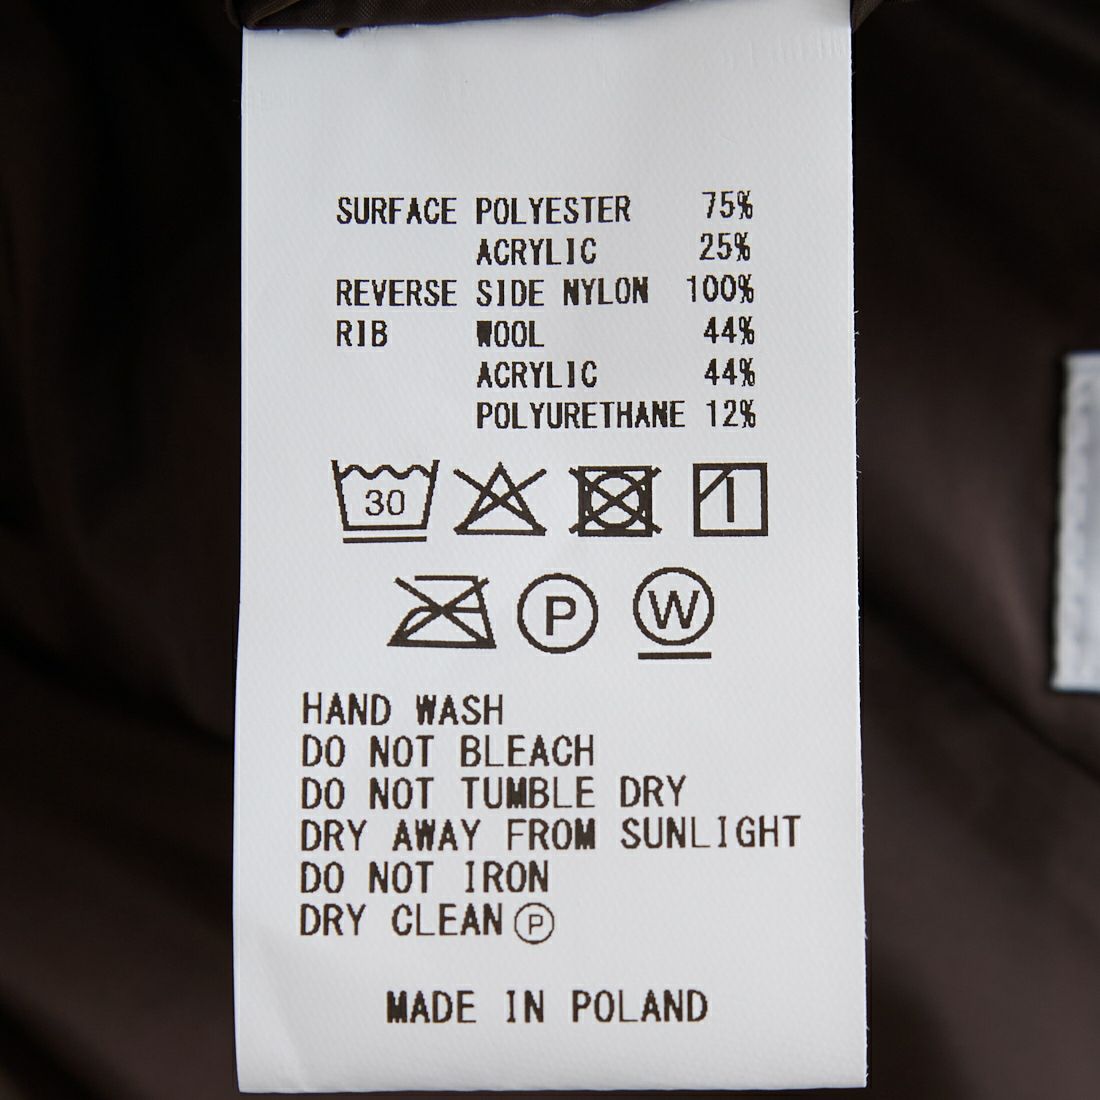 SURFACE POLYESTER 75%
ACRYLIC 25%
REVERSE SIDE NYLON 100%
RIB WOOL 44%
ACRYLIC 44%
POLYURETHANE 12%
30
P W
HAND WASH
DO NOT BLEACH
DO NOT TUMBLE DRY
DRY AWAY FROM SUNLIGHT
DO NOT IRON
DRY CLEAN Ⓟ
MADE IN POLAND